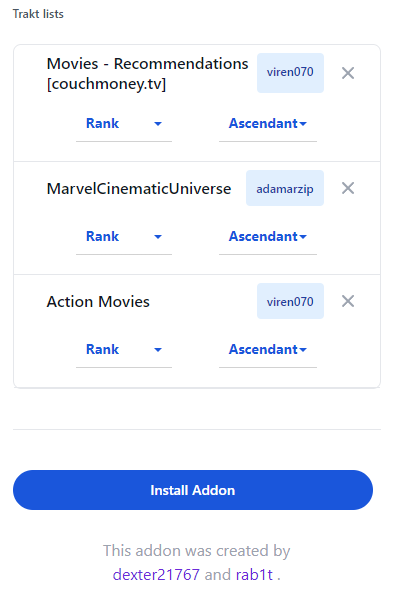 Trakt lists
Movies - Recommendations viren070
[couchmoney.tv]
Rank Ascendant
MarvelCinematicUniverse adamarzip
Rank Ascendant
Action Movies viren070
Rank Ascendant
Install Addon
This addon was created by
dexter21767 and rab1t .